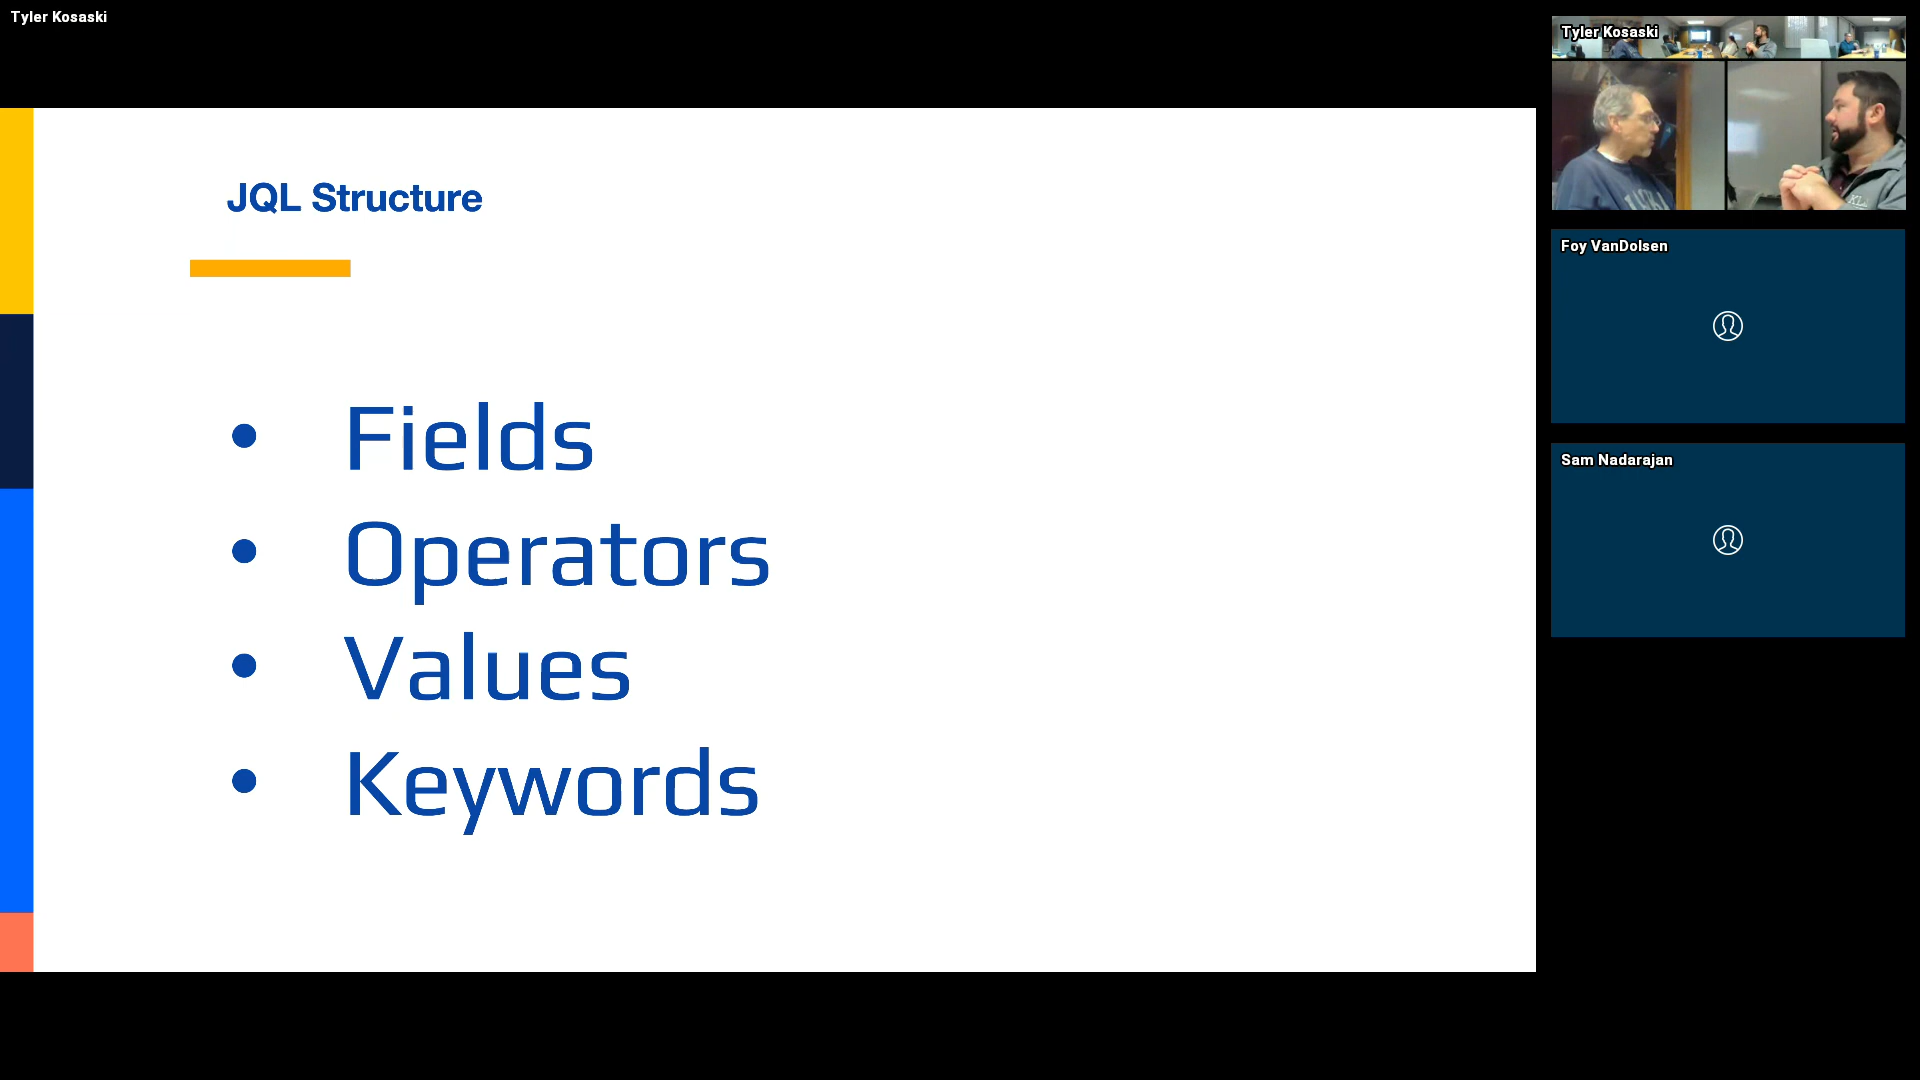 Tyler Kosaski
JQL Structure
• Fields
• Operators
• Values
• Keywords
Tyler Kosaski
Foy VanDolsen
Sam Nadarajan